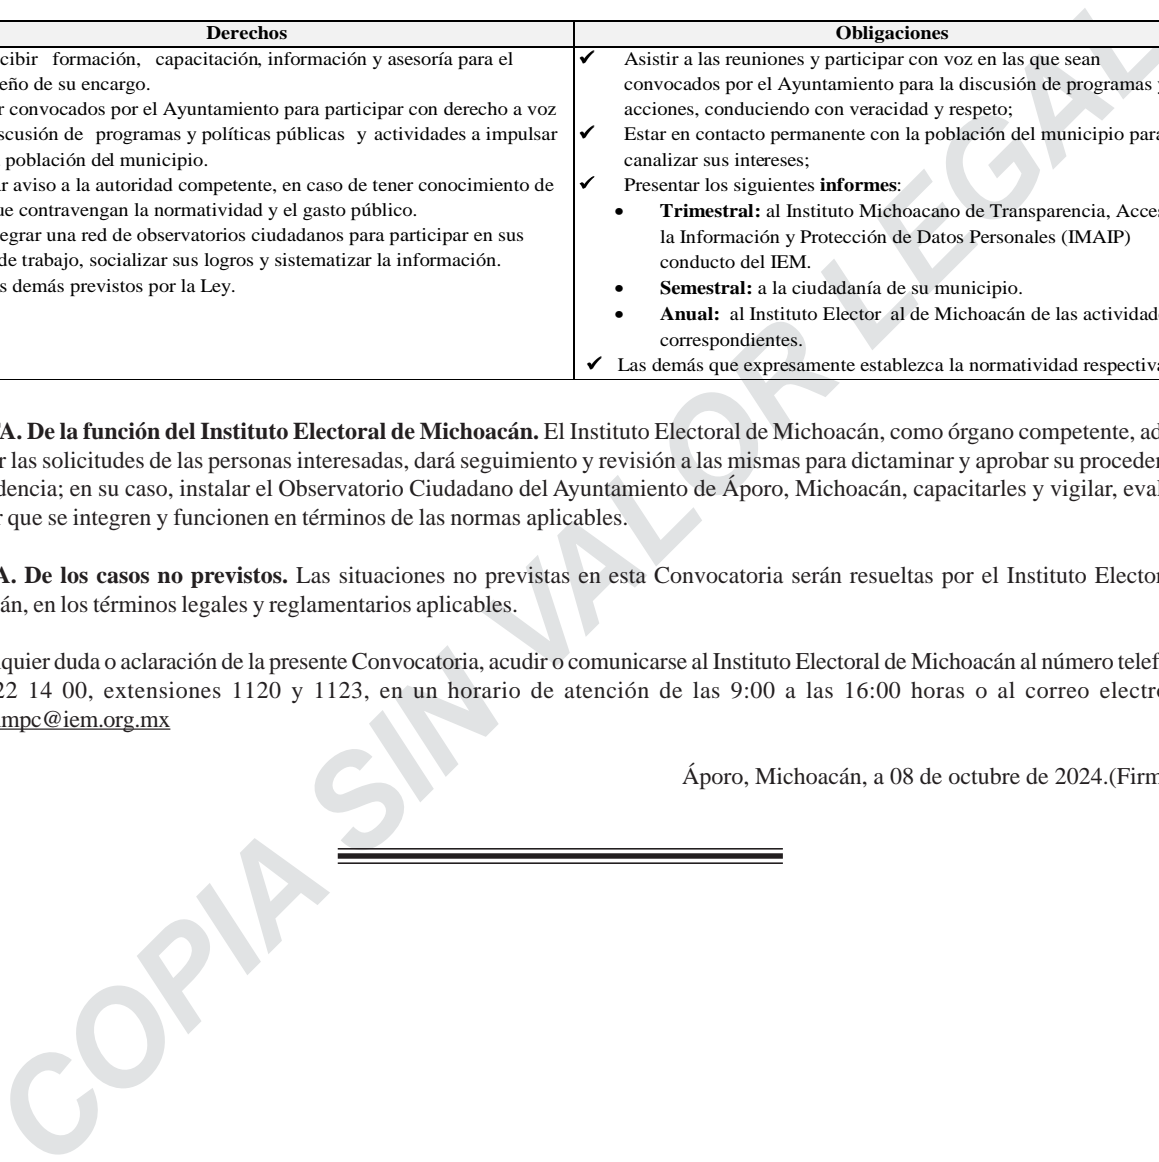 Derechos
cibir formación, capacitación, información y asesoría para el
eño de su encargo.
r convocados por el Ayuntamiento para participar con derecho a voz
scusión de programas y políticas públicas y actividades a impulsar
población del municipio.
ar aviso a la autoridad competente, en caso de tener conocimiento de
ue contravengan la normatividad y el gasto público.
tegrar una red de observatorios ciudadanos para participar en sus
de trabajo, socializar sus logros y sistematizar la información.
s demás previstos por la Ley.
Obligaciones
✔ Asistir a las reuniones y participar con voz en las que sean
convocados por el Ayuntamiento para la discusión de programas y
acciones, conduciendo con veracidad y respeto;
✔ Estar en contacto permanente con la población del municipio para
canalizar sus intereses;
✔ Presentar los siguientes informes:
• Trimestral: al Instituto Michoacano de Transparencia, Acces
la Información y Protección de Datos Personales (IMAIP)
conducto del IEM.
• Semestral: a la ciudadanía de su municipio.
• Anual: al Instituto Elector al de Michoacán de las actividad
correspondientes.
✔ Las demás que expresamente establezca la normatividad respectiva
TA. De la función del Instituto Electoral de Michoacán. El Instituto Electoral de Michoacán, como órgano competente, ad
r las solicitudes de las personas interesadas, dará seguimiento y revisión a las mismas para dictaminar y aprobar su proceden
dencia; en su caso, instalar el Observatorio Ciudadano del Ayuntamiento de Áporo, Michoacán, capacitarles y vigilar, eval
r que se integren y funcionen en términos de las normas aplicables.
A. De los casos no previstos. Las situaciones no previstas en esta Convocatoria serán resueltas por el Instituto Elector
án, en los términos legales y reglamentarios aplicables.
lquier duda o aclaración de la presente Convocatoria, acudir o comunicarse al Instituto Electoral de Michoacán al número telef
22 14 00, extensiones 1120 y 1123, en un horario de atención de las 9:00 a las 16:00 horas o al correo electr
mpc@iem.org.mx
Áporo, Michoacán, a 08 de octubre de 2024.(Firm
COPIA SIN VALOR LEGAL